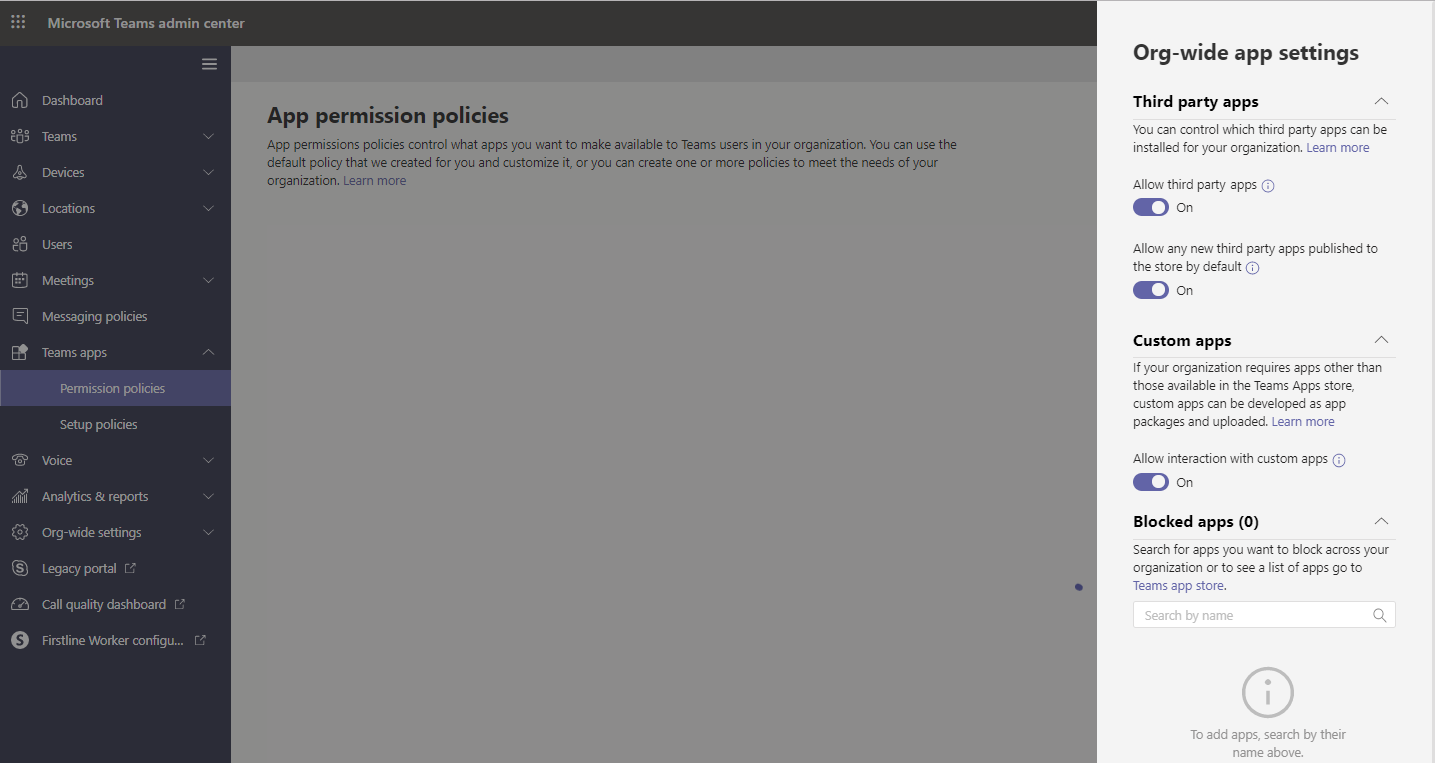 Microsoft Teams admin center
Dashboard
Teams
Devices
Locations
Users
Meetings
Messaging policies
Teams apps
Permission policies
Setup policies
Voice
Analytics & reports
Org-wide settings
Legacy portal
Call quality dashboard
Firstline Worker configu...
App permission policies
App permissions policies control what apps you want to make available to Teams users in your organization. You can use the
default policy that we created for you and customize it, or you can create one or more policies to meet the needs of your
organization. Learn more
Org-wide app settings
Third party apps
You can control which third party apps can be
installed for your organization. Learn more
Allow third party apps
On
Allow any new third party apps published to
the store by default
On
Custom apps
If your organization requires apps other than
those available in the Teams Apps store,
custom apps can be developed as app
packages and uploaded. Learn more
Allow interaction with custom apps
On
Blocked apps (0)
Search for apps you want to block across your
organization or to see a list of apps go to
Teams app store.
Search by name
To add apps, search by their
name above.